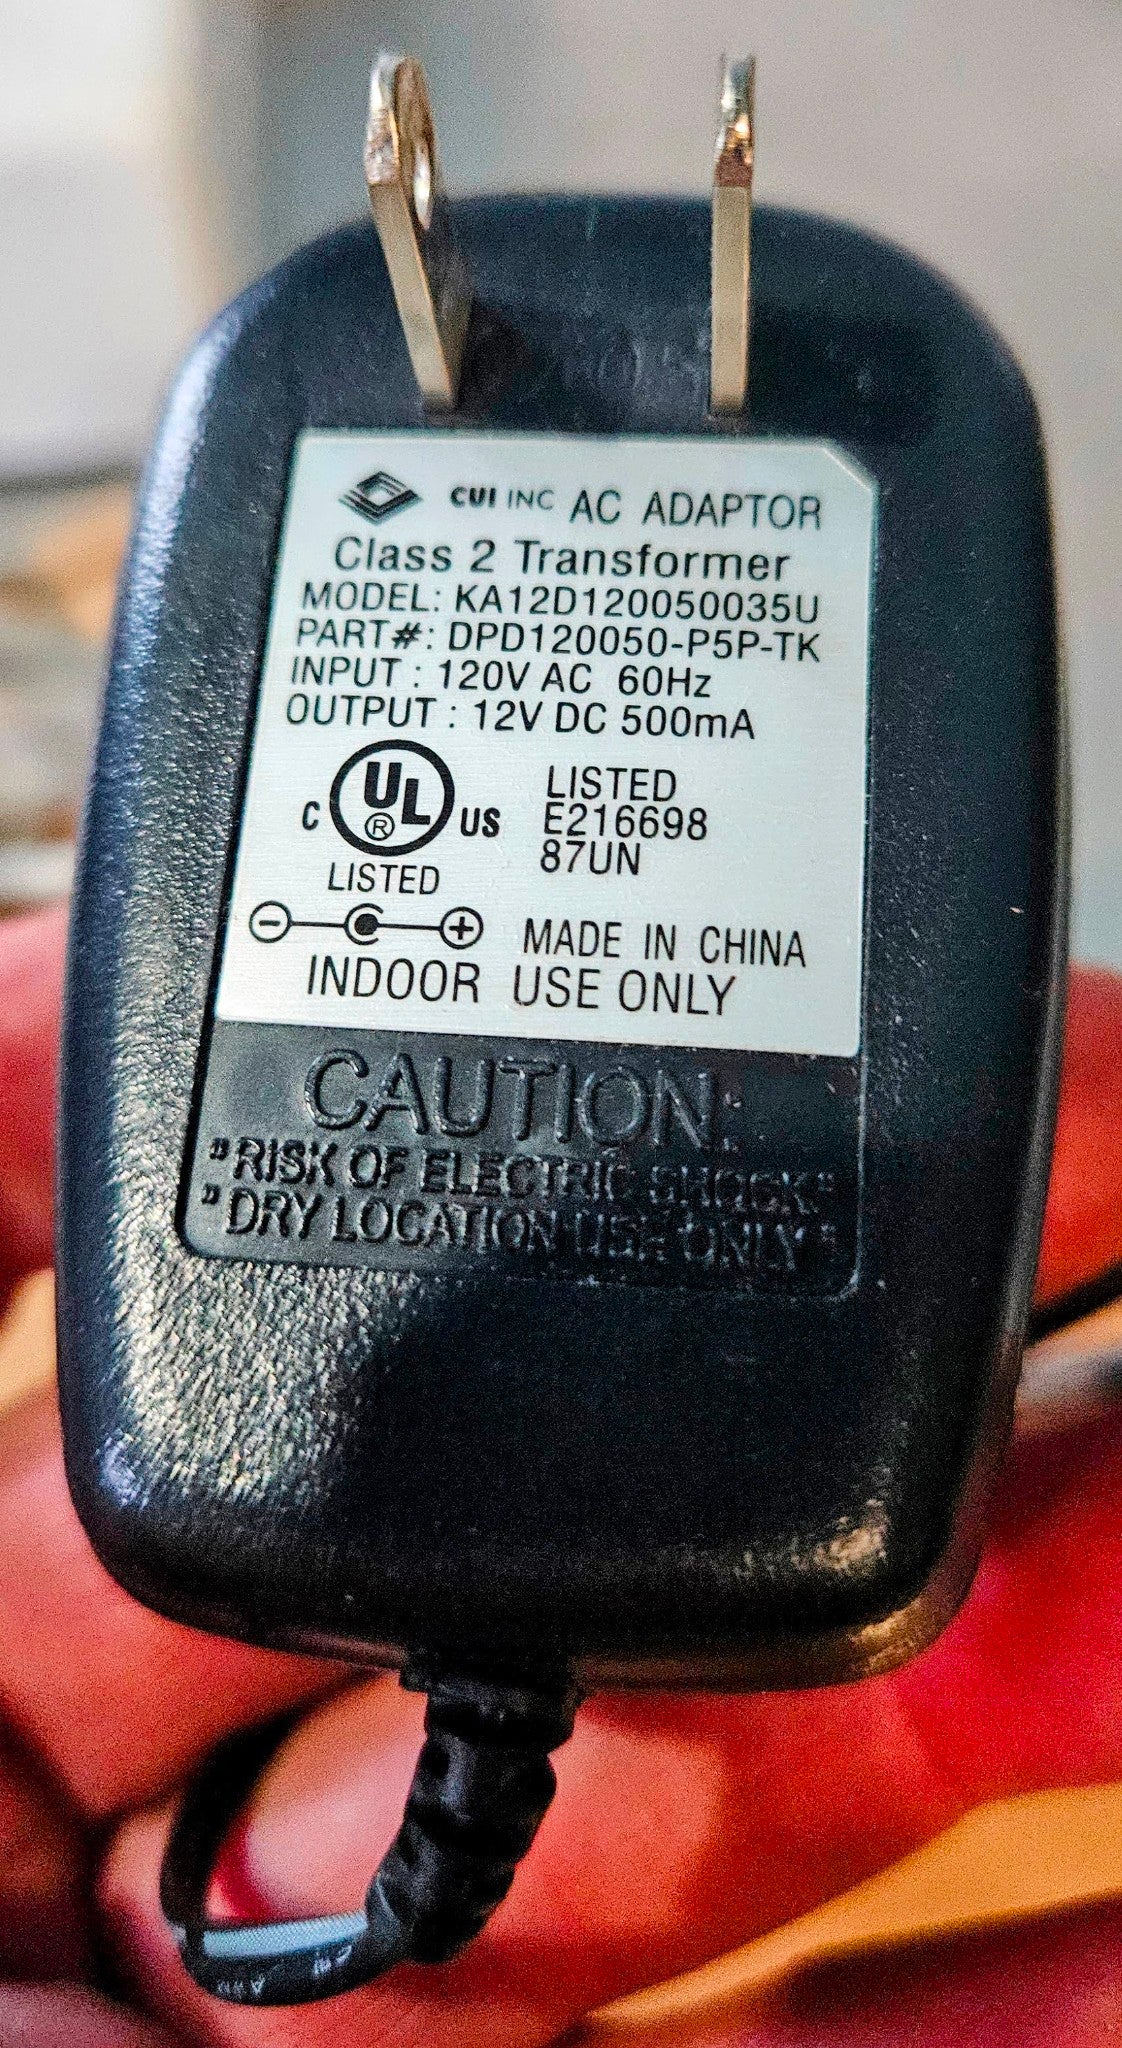 CUI INC AC ADAPTOR
Class 2 Transformer
MODEL: KA12D120050035U
PART#: DPD120050-P5P-TK
INPUT : 120V AC 60Hz
OUTPUT : 12V DC 500mA
C UL ® US LISTED
E216698
87UN
LISTED
- +
MADE IN CHINA
INDOOR USE ONLY
CAUTION:
"RISK OF ELECTRIC SHOCK"
"DRY LOCATION USE ONLY"